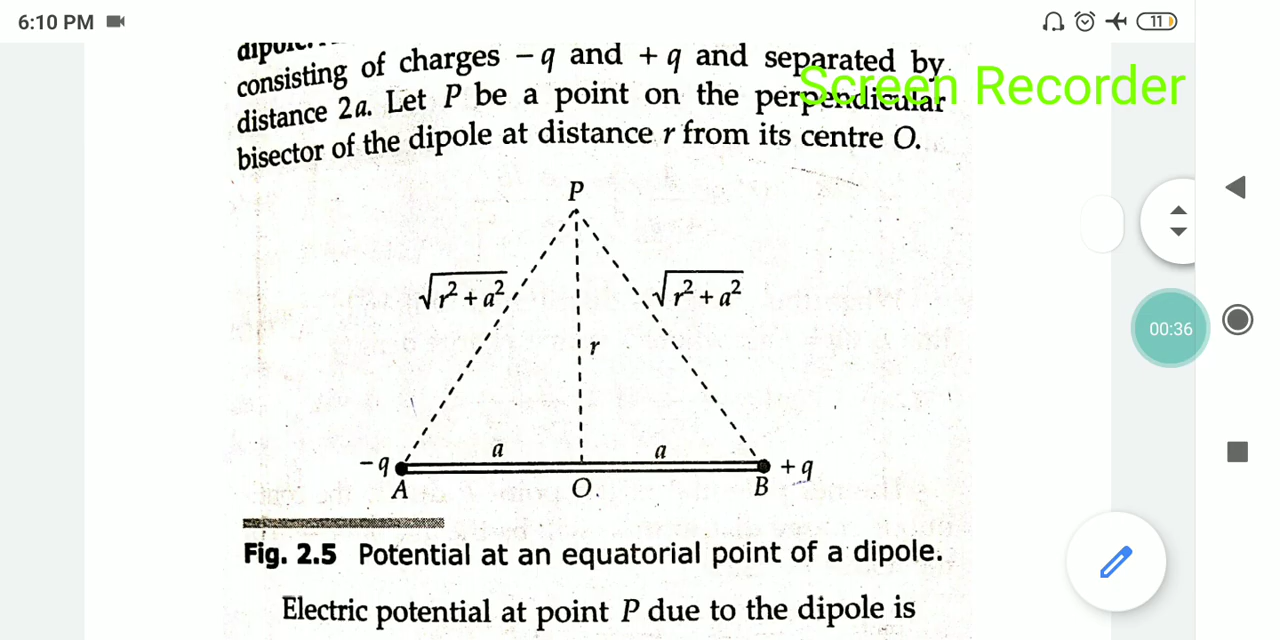 6:10 PM
11
dipole.
consisting of charges − q and + q and separated by
distance 2a. Let P be a point on the perpendicular
bisector of the dipole at distance r from its centre O.
Screen Recorder
P
√r² + a²
√r² + a²
r
00:36
a
a
− q
+ q
A
O
B
Fig. 2.5 Potential at an equatorial point of a dipole.
Electric potential at point P due to the dipole is